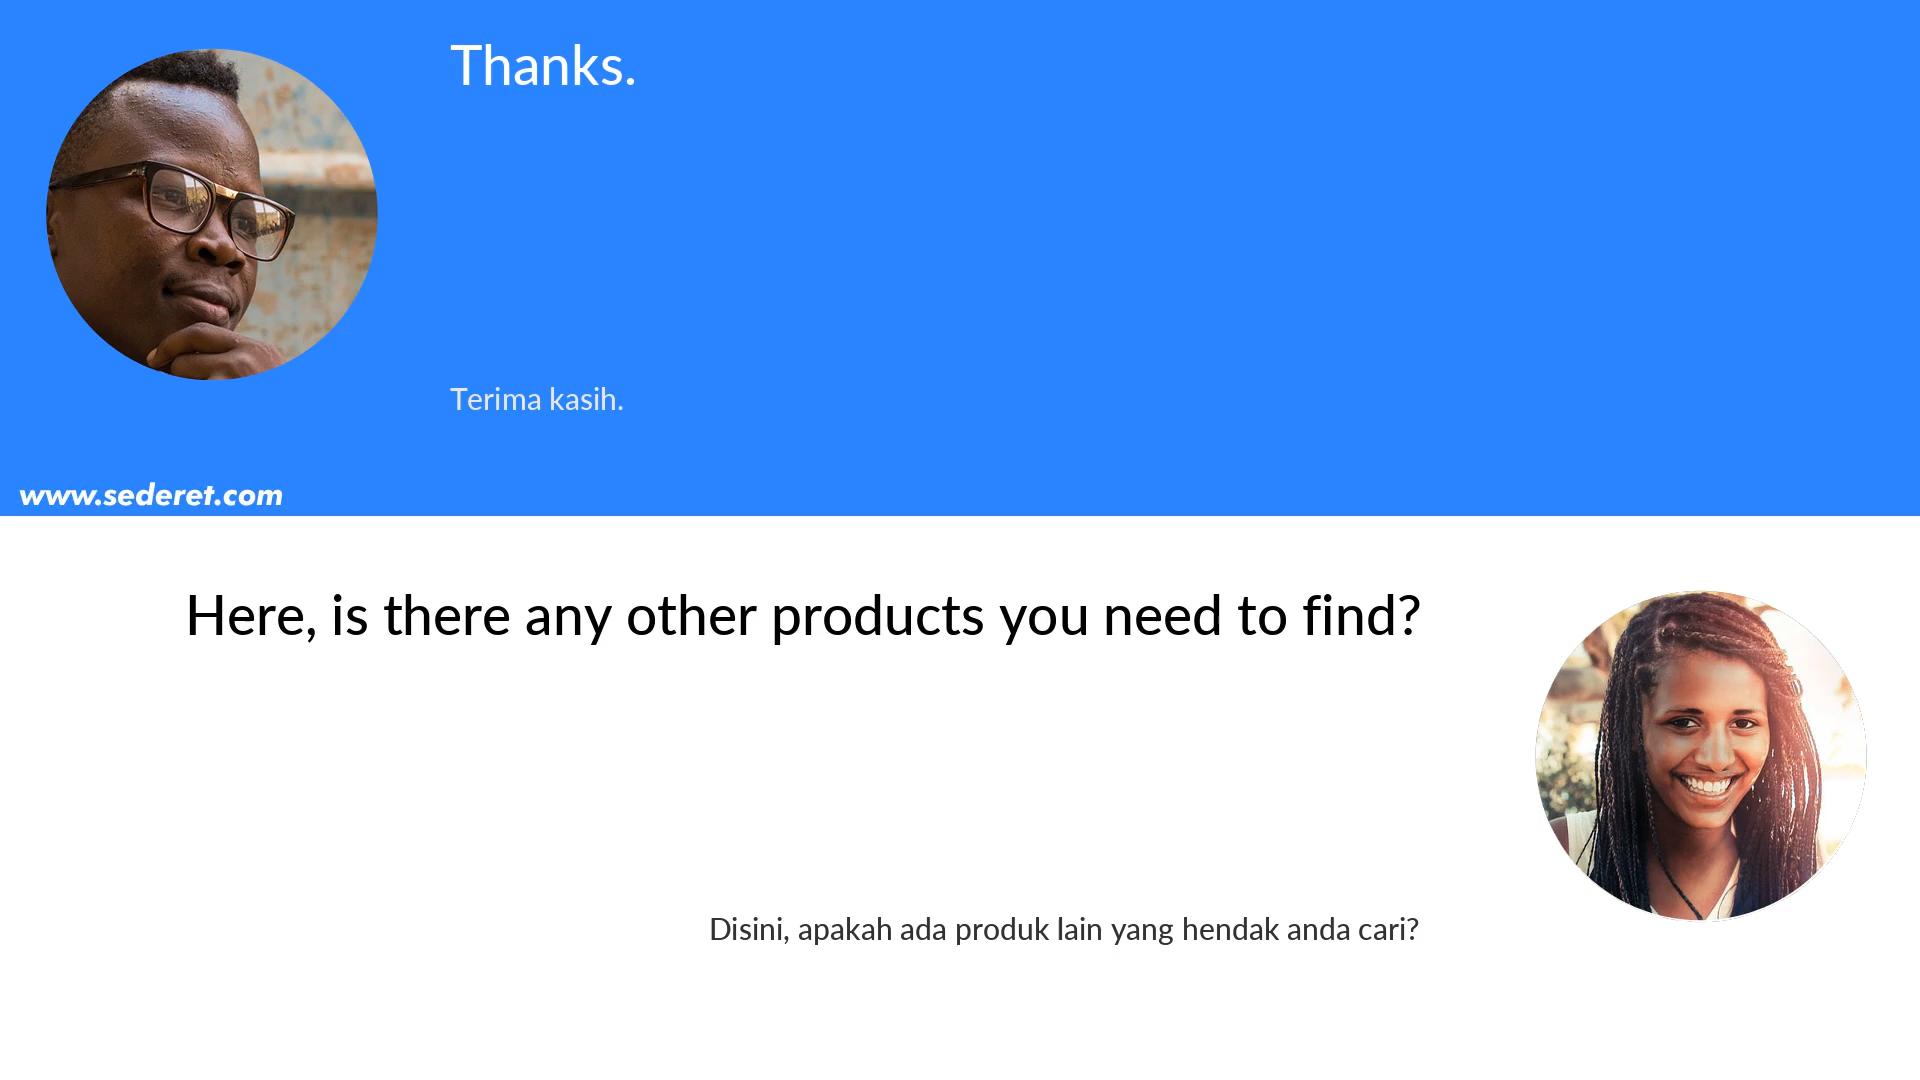 Thanks.
Terima kasih.
www.sederet.com
Here, is there any other products you need to find?
Disini, apakah ada produk lain yang hendak anda cari?